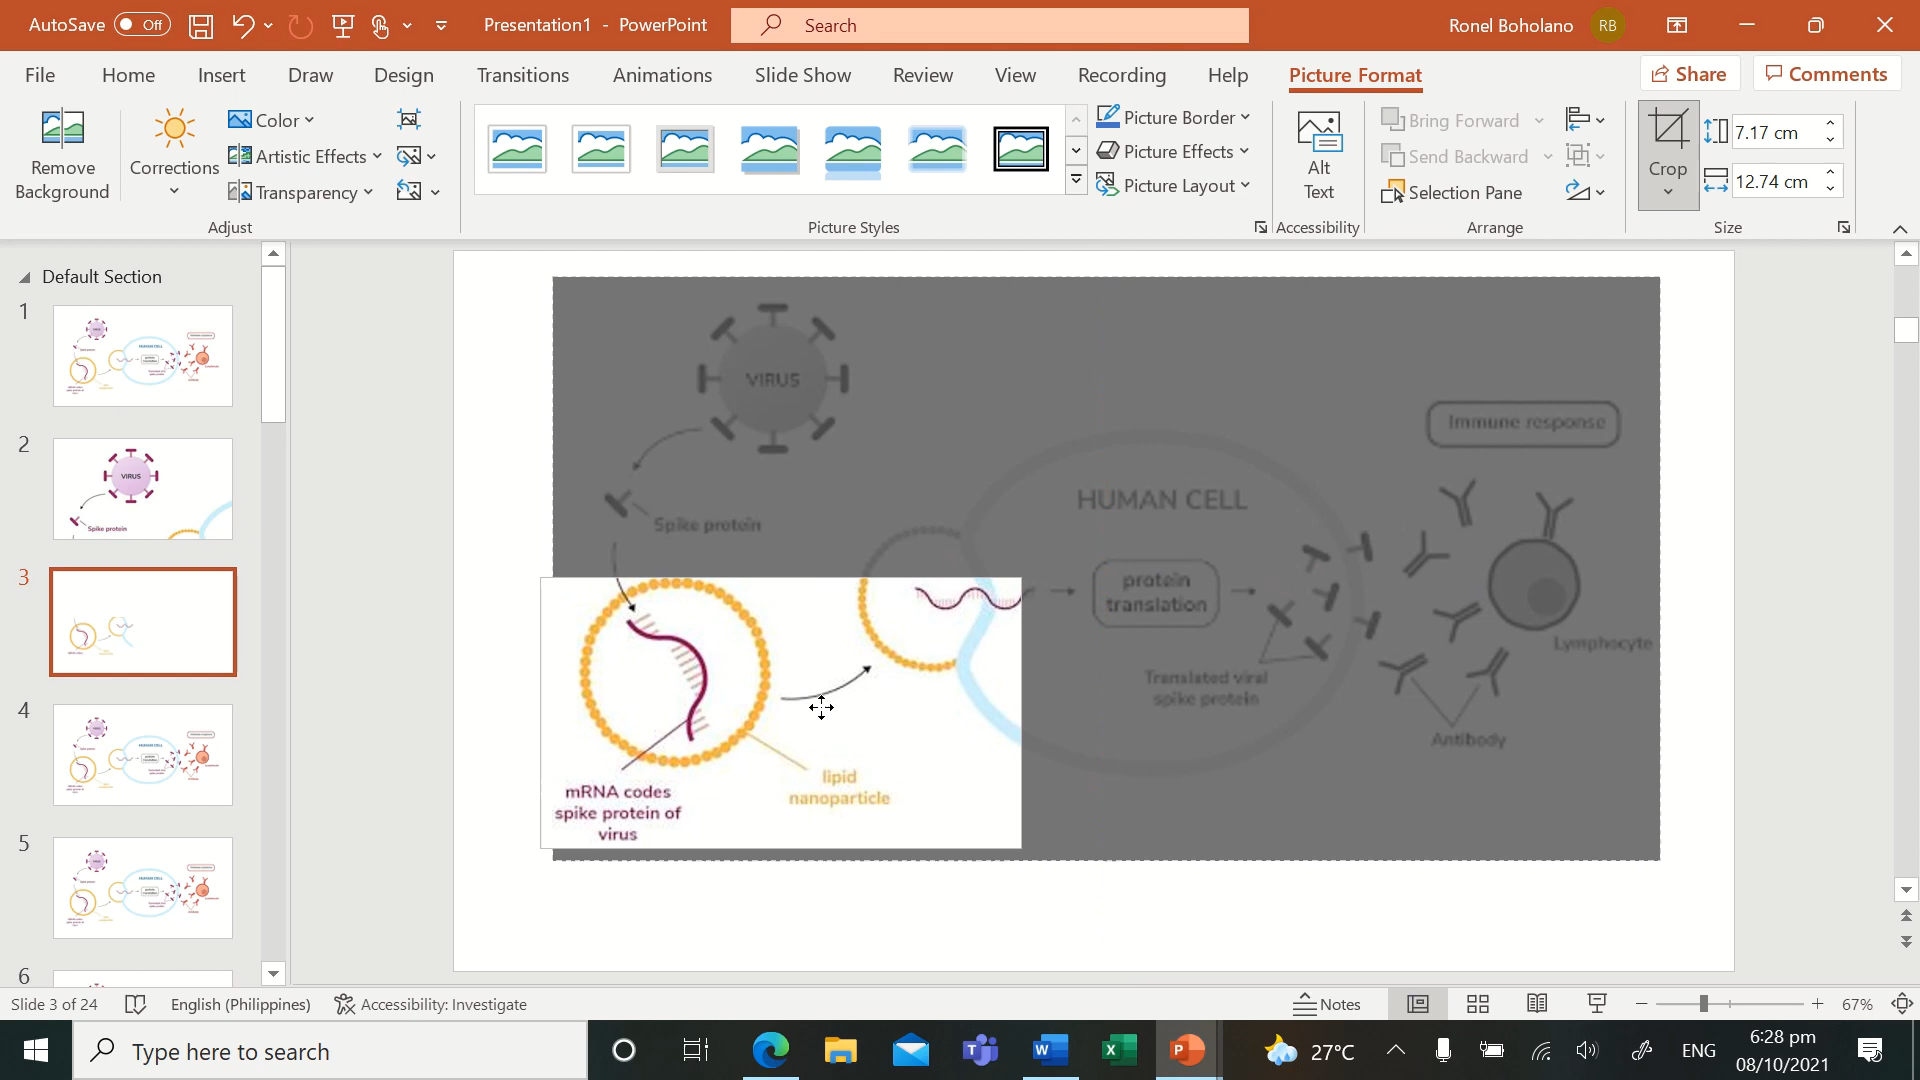 AutoSave Off Presentation1 - PowerPoint Search Ronel Boholano RB
File Home Insert Draw Design Transitions Animations Slide Show Review View Recording Help Picture Format Share Comments
Remove Background
Corrections
Color
Artistic Effects
Transparency
Adjust
Picture Styles
Picture Border
Picture Effects
Picture Layout
Alt Text
Accessibility
Bring Forward
Send Backward
Selection Pane
Arrange
Crop
7.17 cm
12.74 cm
Size
Default Section
1
2
VIRUS
Spike protein
3
4
5
6
VIRUS
Spike protein
HUMAN CELL
protein
translation
Translated viral
spike protein
Immune response
Lymphocyte
Antibody
mRNA codes
spike protein of
virus
lipid
nanoparticle
Slide 3 of 24 English (Philippines) Accessibility: Investigate Notes 67%
Type here to search 27°C ENG 6:28 pm
08/10/2021